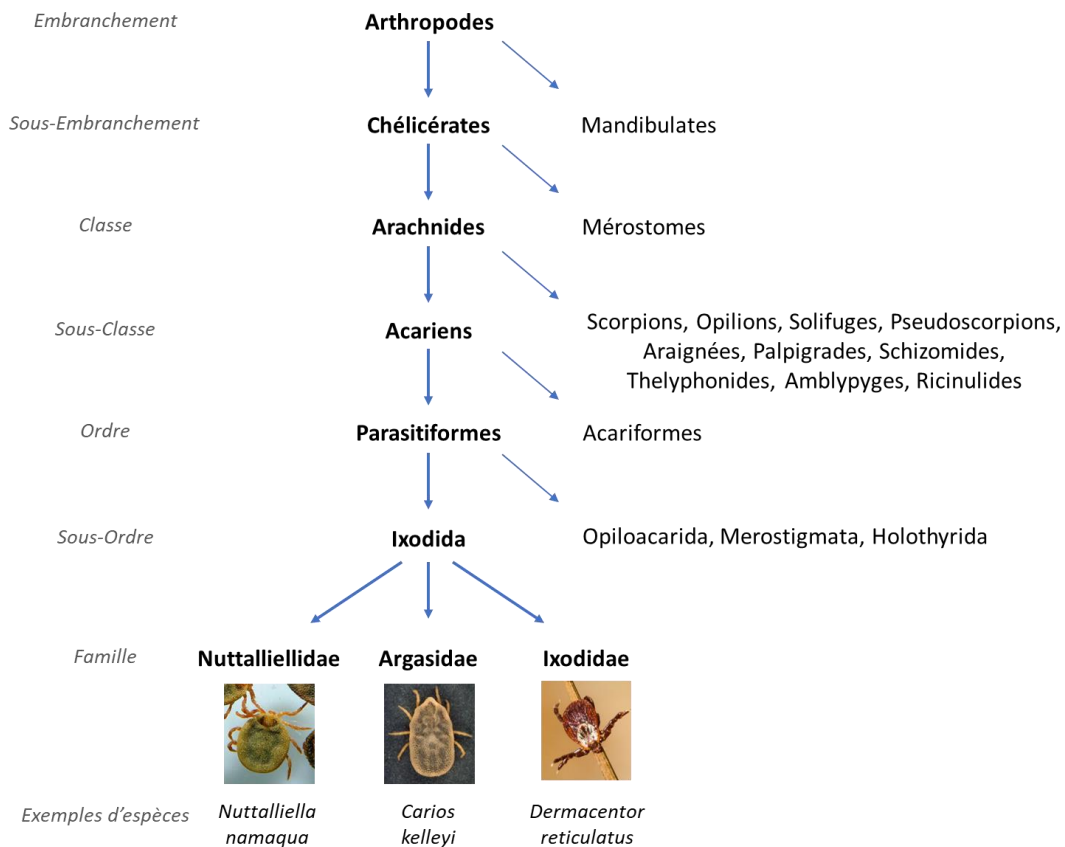 Embranchement
Arthropodes
Sous-Embranchement
Chélicérates
Mandibulates
Classe
Arachnides
Mérostomes
Sous-Classe
Acariens
Scorpions, Opilions, Solifuges, Pseudoscorpions,
Araignées, Palpigrades, Schizomides,
Thelyphonides, Amblypyges, Ricinulides
Ordre
Parasitiformes
Acariformes
Sous-Ordre
Ixodida
Opiloacarida, Merostigmata, Holothyrida
Famille
Nuttalliellidae
Argasidae
Ixodidae
Exemples d'espèces
Nuttalliella
namaqua
Carios
kelleyi
Dermacentor
reticulatus